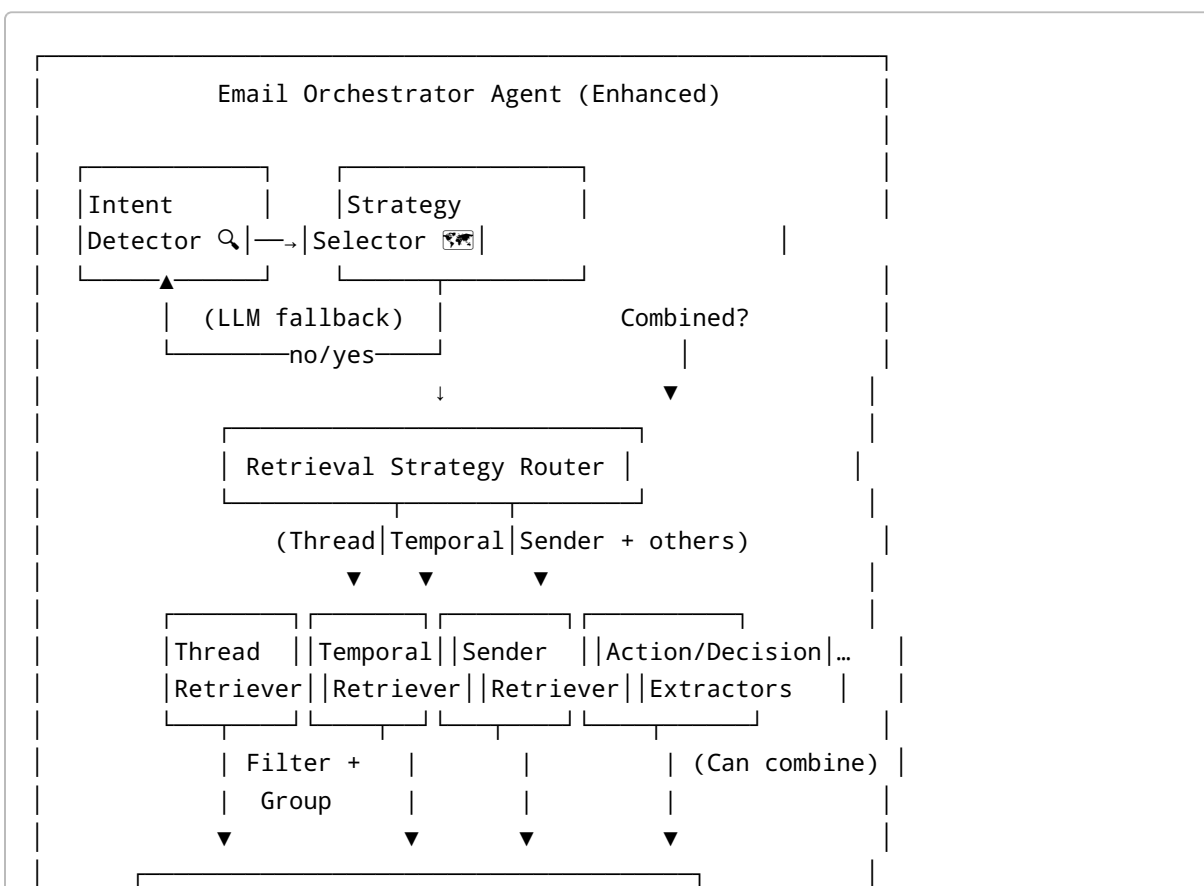 Email Orchestrator Agent (Enhanced)
Intent Strategy
Detector 🔍 → Selector 🗺️
(LLM fallback) Combined?
no/yes
Retrieval Strategy Router
(Thread│Temporal│Sender + others)
Thread Temporal Sender Action/Decision│…
Retriever Retriever Retriever Extractors
Filter + (Can combine)
Group